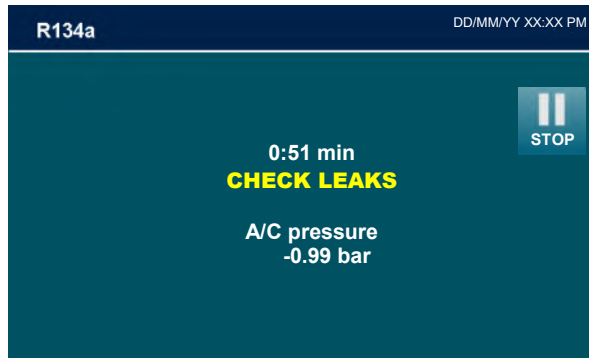 R134a
DD/MM/YY XX:XX PM
STOP
0:51 min
CHECK LEAKS
A/C pressure
-0.99 bar